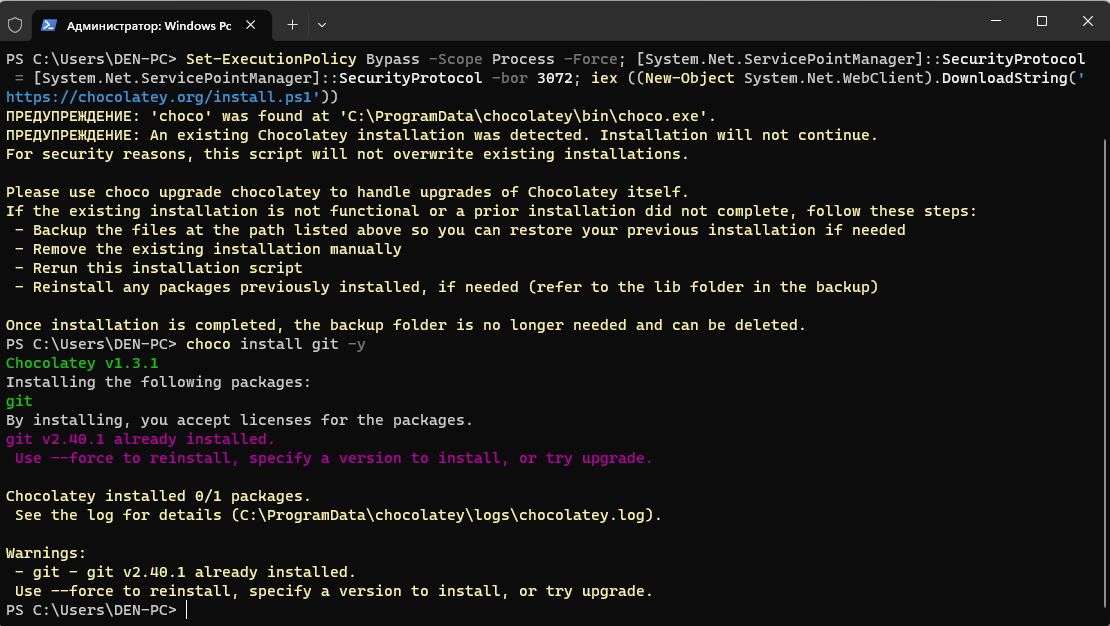 Администратор: Windows Pc
PS C:\Users\DEN-PC> Set-ExecutionPolicy Bypass -Scope Process -Force; [System.Net.ServicePointManager]::SecurityProtocol
 = [System.Net.ServicePointManager]::SecurityProtocol -bor 3072; iex ((New-Object System.Net.WebClient).DownloadString('
https://chocolatey.org/install.ps1'))
ПРЕДУПРЕЖДЕНИЕ: 'choco' was found at 'C:\ProgramData\chocolatey\bin\choco.exe'.
ПРЕДУПРЕЖДЕНИЕ: An existing Chocolatey installation was detected. Installation will not continue.
For security reasons, this script will not overwrite existing installations.

Please use choco upgrade chocolatey to handle upgrades of Chocolatey itself.
If the existing installation is not functional or a prior installation did not complete, follow these steps:
 - Backup the files at the path listed above so you can restore your previous installation if needed
 - Remove the existing installation manually
 - Rerun this installation script
 - Reinstall any packages previously installed, if needed (refer to the lib folder in the backup)

Once installation is completed, the backup folder is no longer needed and can be deleted.
PS C:\Users\DEN-PC> choco install git -y
Chocolatey v1.3.1
Installing the following packages:
git
By installing, you accept licenses for the packages.
git v2.40.1 already installed.
 Use --force to reinstall, specify a version to install, or try upgrade.

Chocolatey installed 0/1 packages.
 See the log for details (C:\ProgramData\chocolatey\logs\chocolatey.log).

Warnings:
 - git - git v2.40.1 already installed.
 Use --force to reinstall, specify a version to install, or try upgrade.
PS C:\Users\DEN-PC>